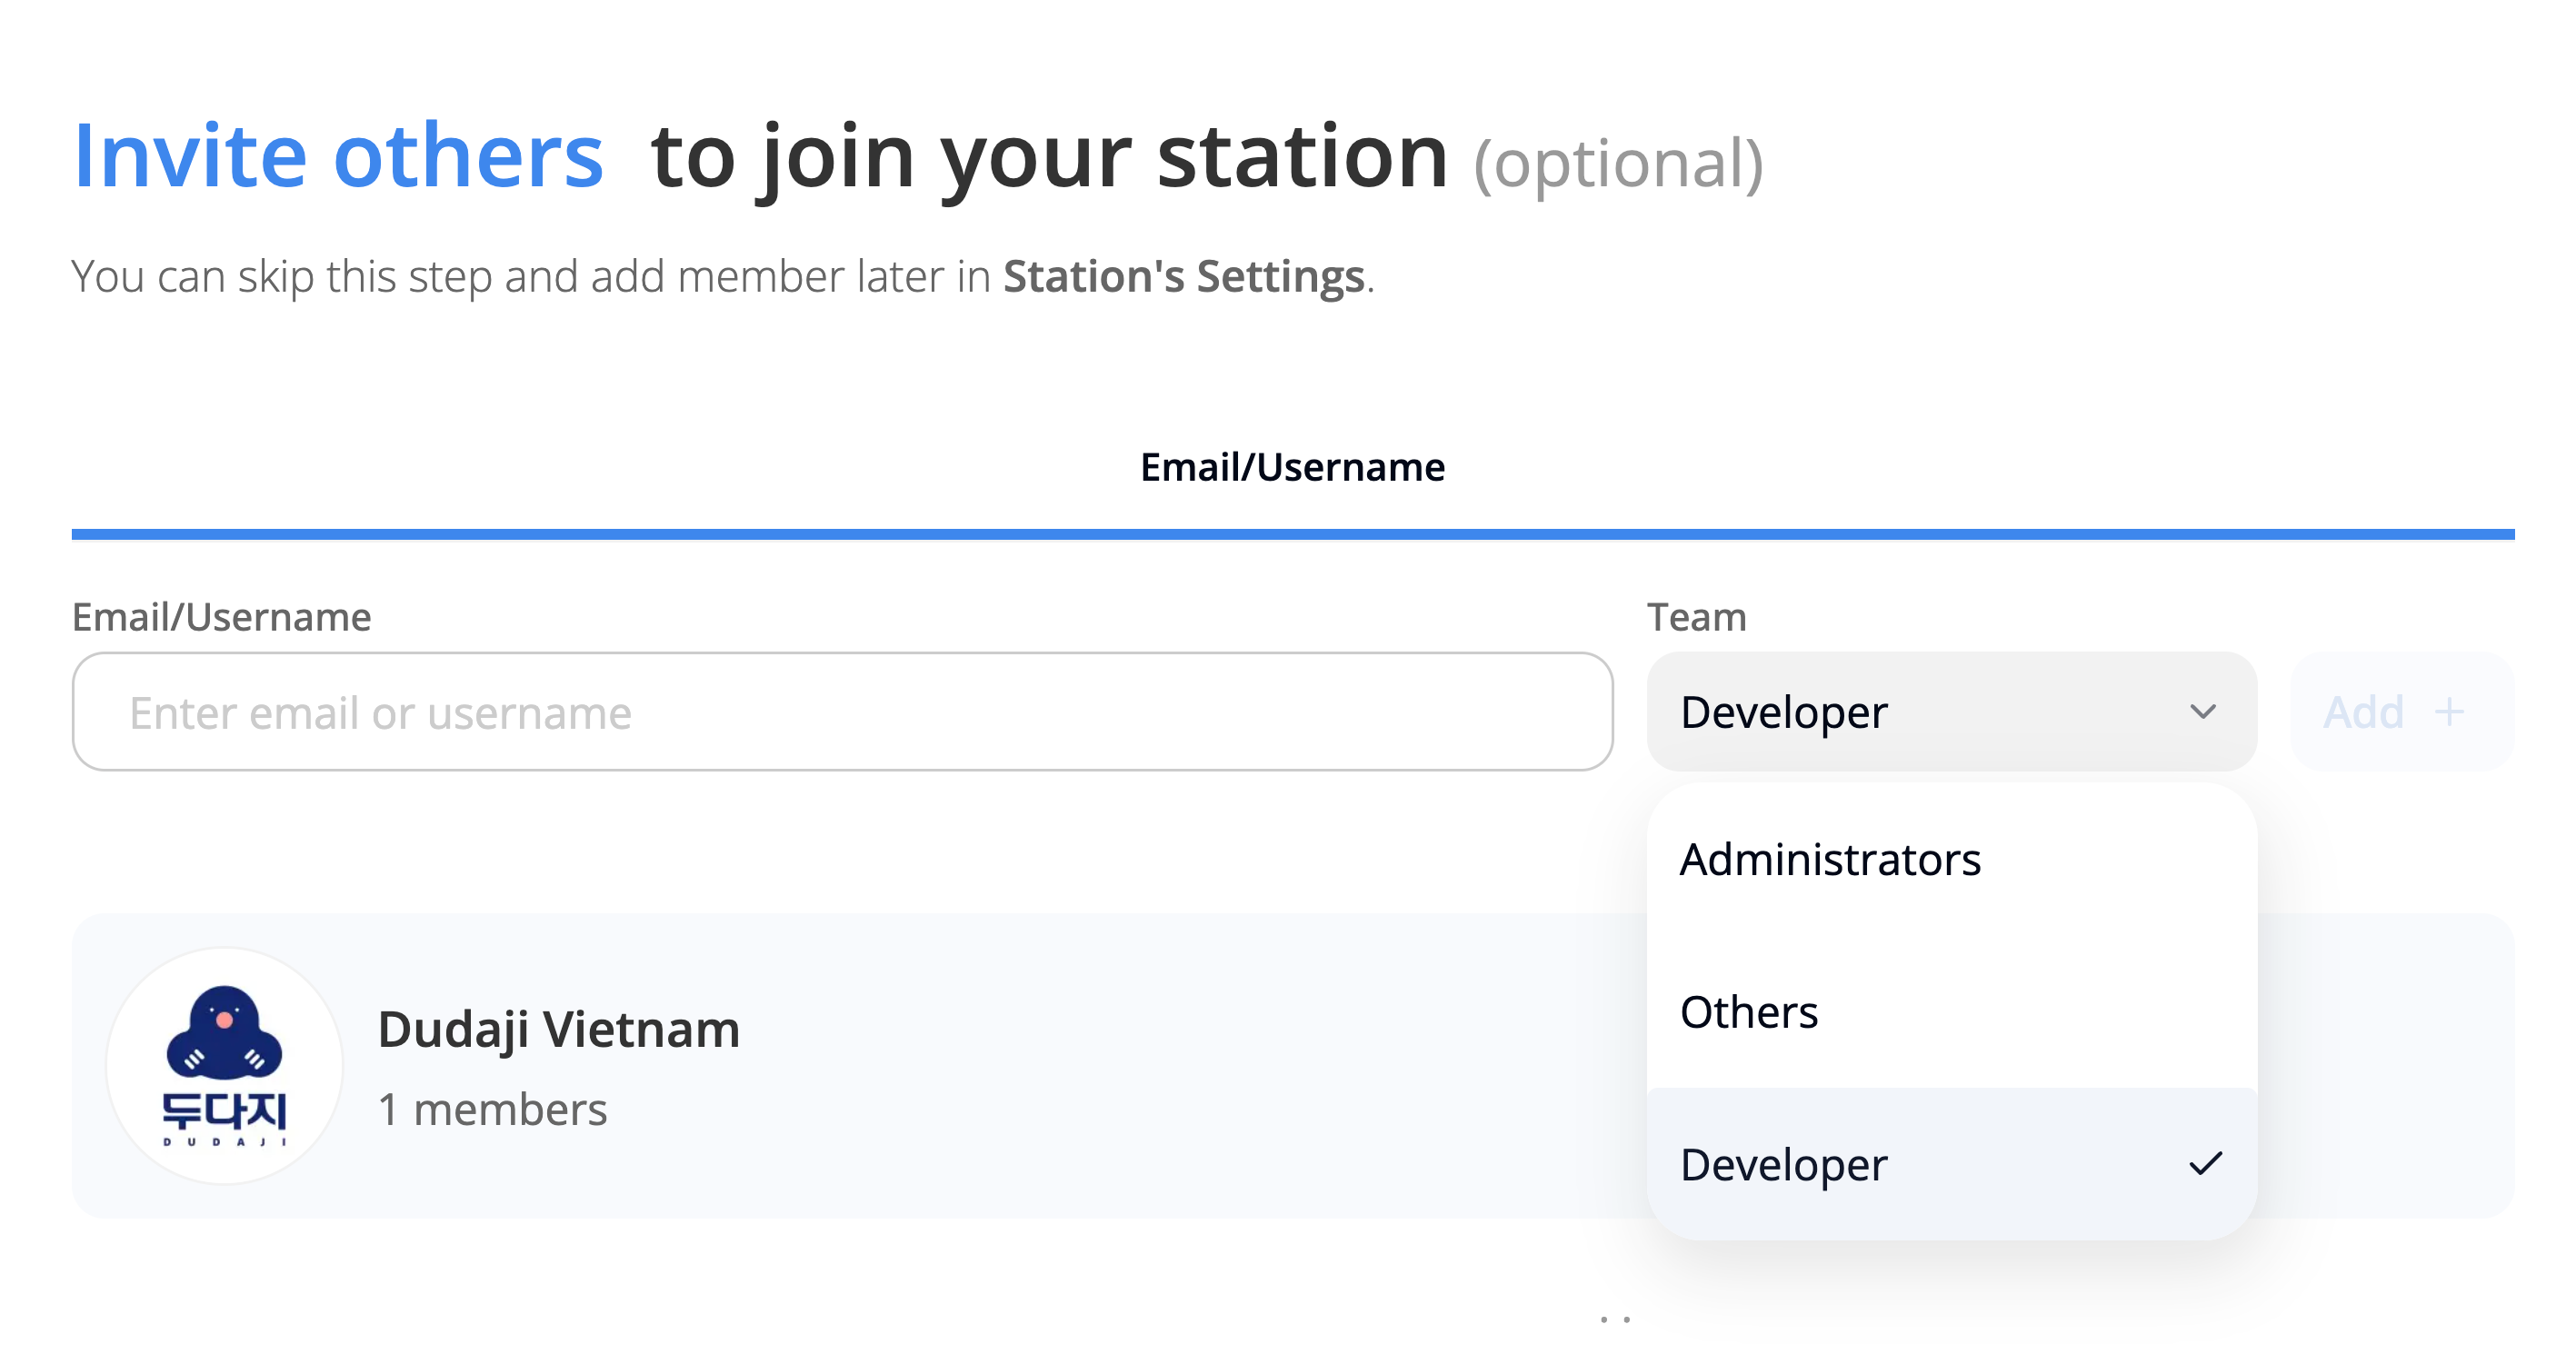 Invite others to join your station (optional)
You can skip this step and add member later in Station's Settings.
Email/Username
Email/Username
Team
Enter email or username
Developer
Add +
Administrators
Others
Developer
Dudaji Vietnam
1 members
두다지
DUDAJI